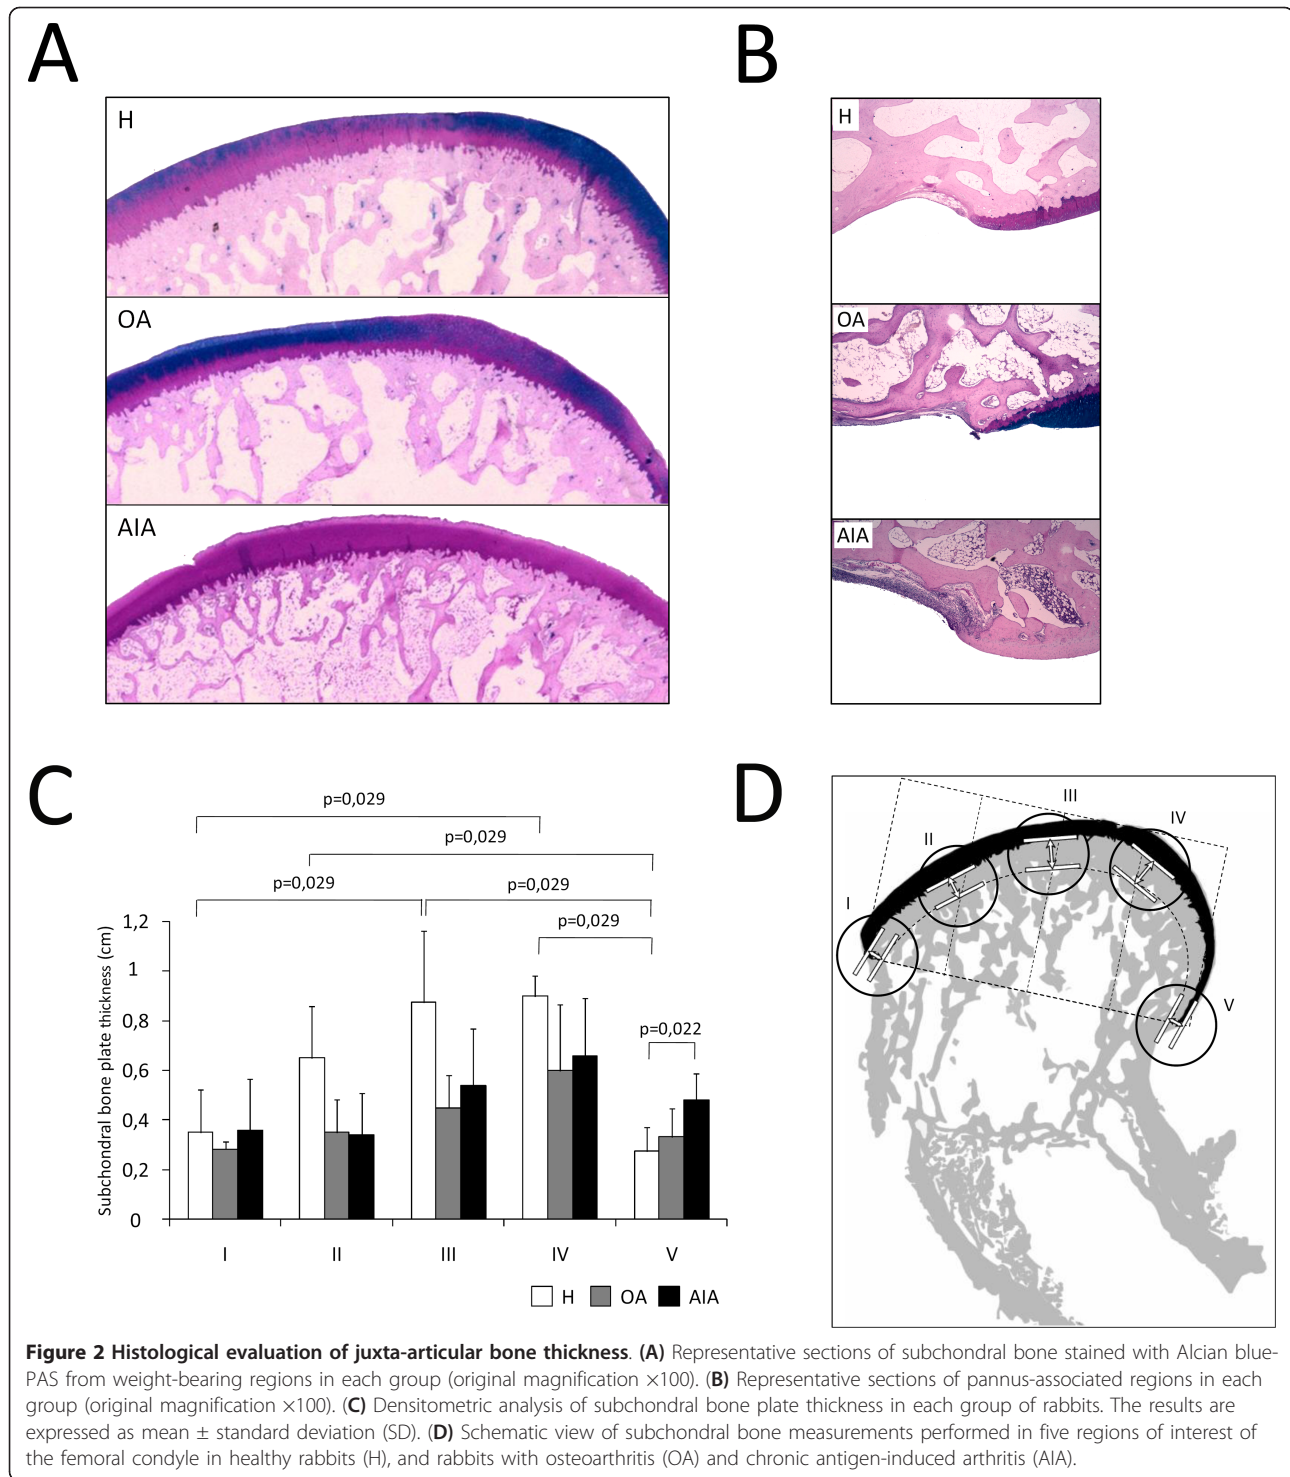 A
B
H
OA
AIA
H
OA
AIA
C
D
p=0,029
p=0,029
p=0,029
p=0,029
p=0,029
p=0,022
Subchondral bone plate thickness (cm)
1,2
1
0,8
0,6
0,4
0,2
0
I II III IV V
H OA AIA
I
II
III
IV
V
Figure 2 Histological evaluation of juxta-articular bone thickness. (A) Representative sections of subchondral bone stained with Alcian blue-
PAS from weight-bearing regions in each group (original magnification ×100). (B) Representative sections of pannus-associated regions in each
group (original magnification ×100). (C) Densitometric analysis of subchondral bone plate thickness in each group of rabbits. The results are
expressed as mean ± standard deviation (SD). (D) Schematic view of subchondral bone measurements performed in five regions of interest of
the femoral condyle in healthy rabbits (H), and rabbits with osteoarthritis (OA) and chronic antigen-induced arthritis (AIA).